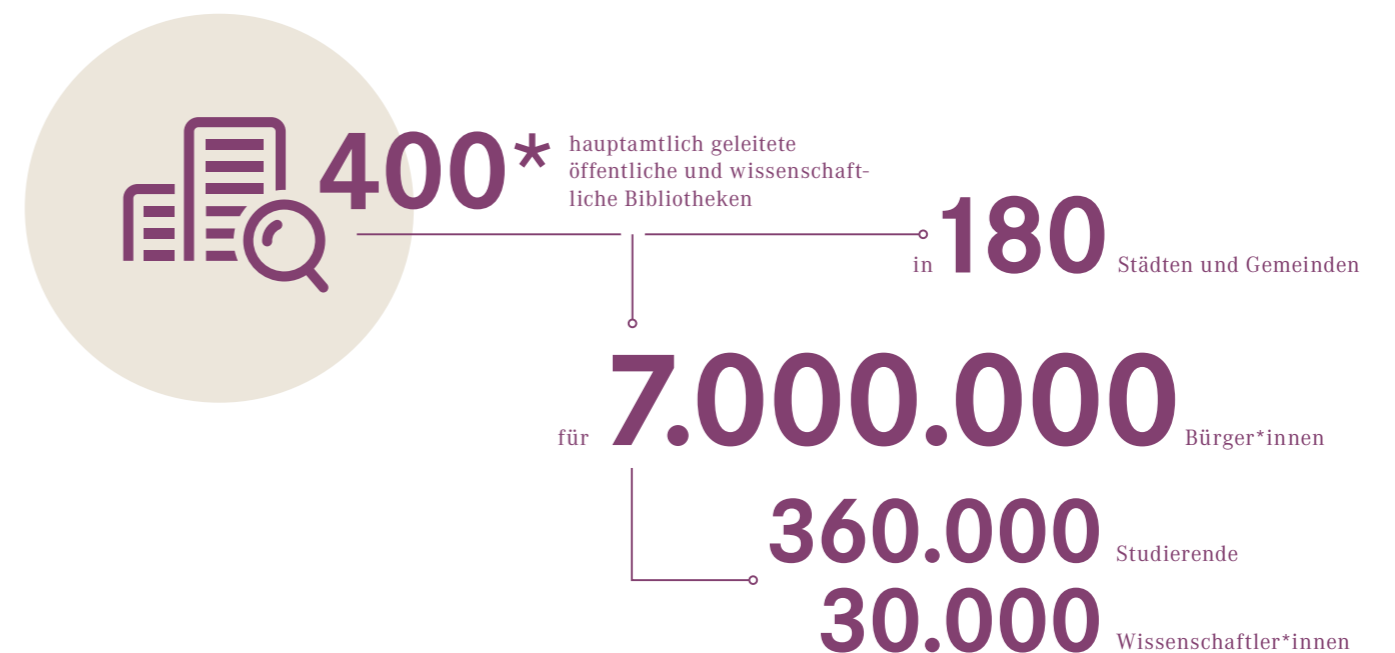 400*
hauptamtlich geleitete
öffentliche und wissenschaft-
liche Bibliotheken
in 180 Städten und Gemeinden
für 7.000.000 Bürger*innen
360.000 Studierende
30.000 Wissenschaftler*innen